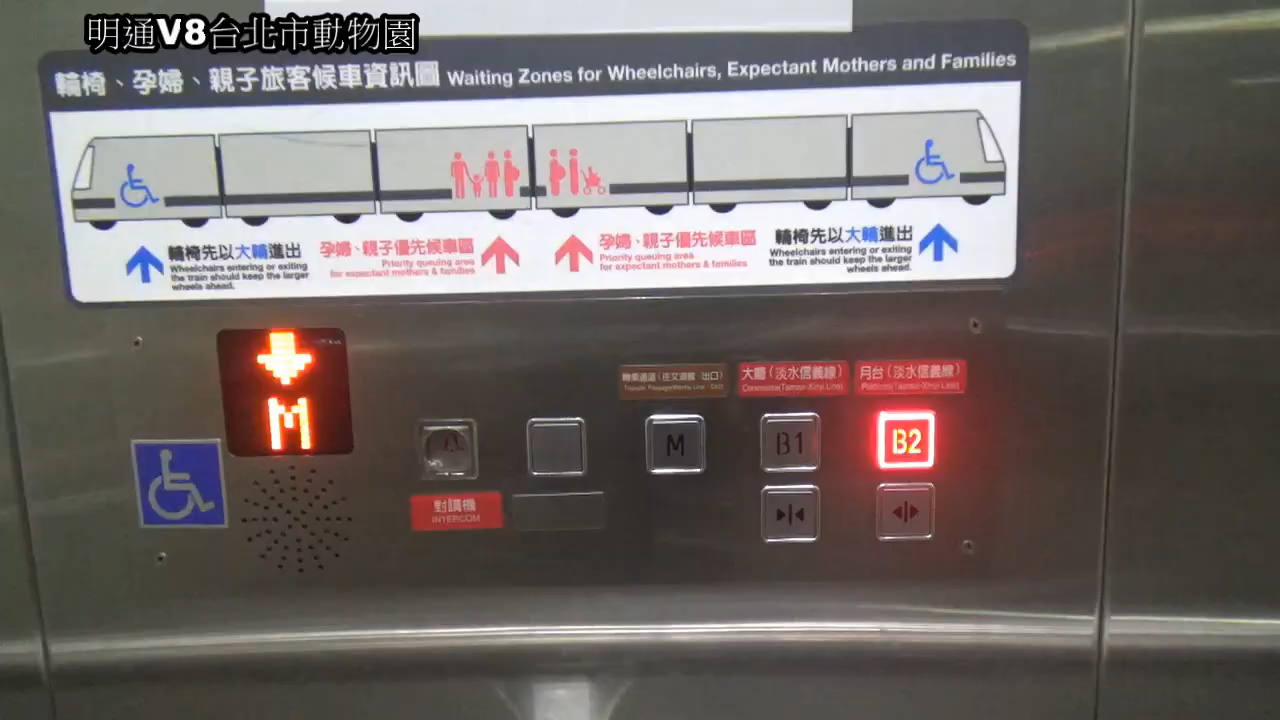 明通V8台北市動物園
輪椅、孕婦、親子旅客候車資訊圖 Waiting Zones for Wheelchairs, Expectant Mothers and Families
輪椅先以大輪進出
Wheelchairs entering or exiting
the train should keep the larger
wheels ahead.
孕婦、親子優先候車區
Priority queuing area
for expectant mothers & families
孕婦、親子優先候車區
Priority queuing area
for expectant mothers & families
輪椅先以大輪進出
Wheelchairs entering or exiting
the train should keep the larger
wheels ahead.
M
大廳（淡水信義線）
月台（淡水信義線）
M
B1
B2
對講機
INTERCOM